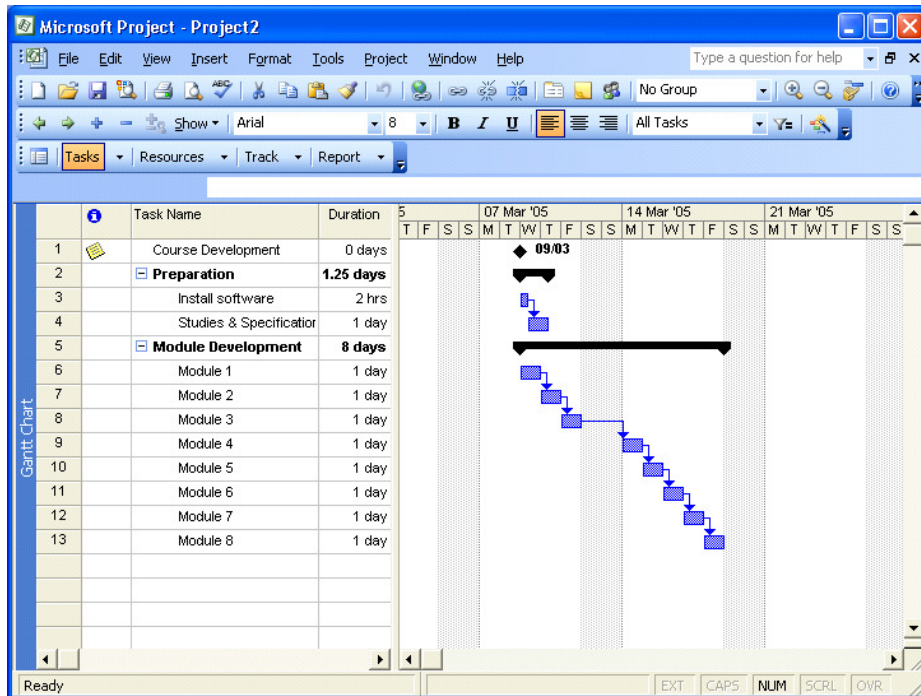 Microsoft Project - Project2
File Edit View Insert Format Tools Project Window Help Type a question for help
ABC No Group
Show Arial 8 B I U All Tasks
Tasks Resources Track Report
Task Name Duration 5 07 Mar '05 14 Mar '05 21 Mar '05
T F S S M T W T F S S M T W T F S S M T W T F S S
1 Course Development 0 days 09/03
2 Preparation 1.25 days
3 Install software 2 hrs
4 Studies & Specification 1 day
5 Module Development 8 days
6 Module 1 1 day
7 Module 2 1 day
8 Module 3 1 day
9 Module 4 1 day
10 Module 5 1 day
11 Module 6 1 day
12 Module 7 1 day
13 Module 8 1 day
Gantt Chart
Ready EXT CAPS NUM SCRL OVR